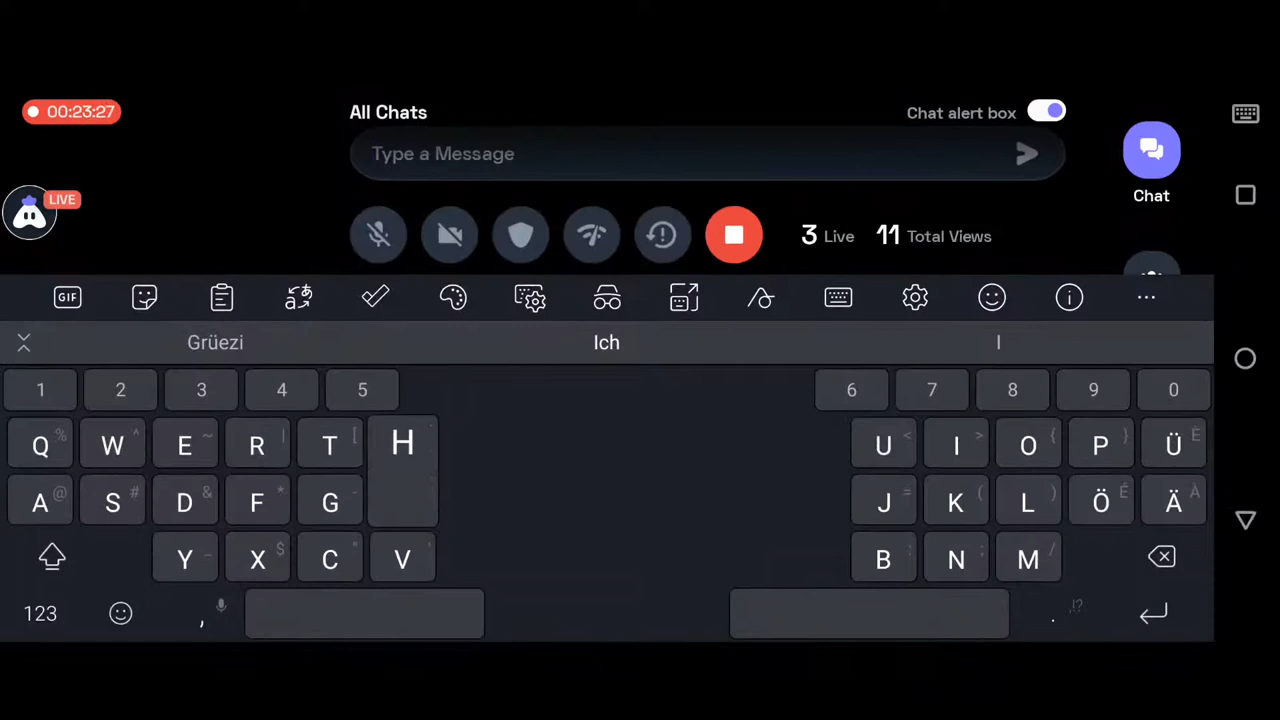 00:23:27
All Chats
Chat alert box
Type a Message
Chat
LIVE
3 Live 11 Total Views
GIF
Grüezi Ich I
1 2 3 4 5 6 7 8 9 0
Q % W ^ E ~ R | T [ H U < I > O { P } Ü È
A @ S # D & F * G - J = K ( L ) Ö É Ä À
Y X $ C " V ' B : N ; M /
123 , . !?